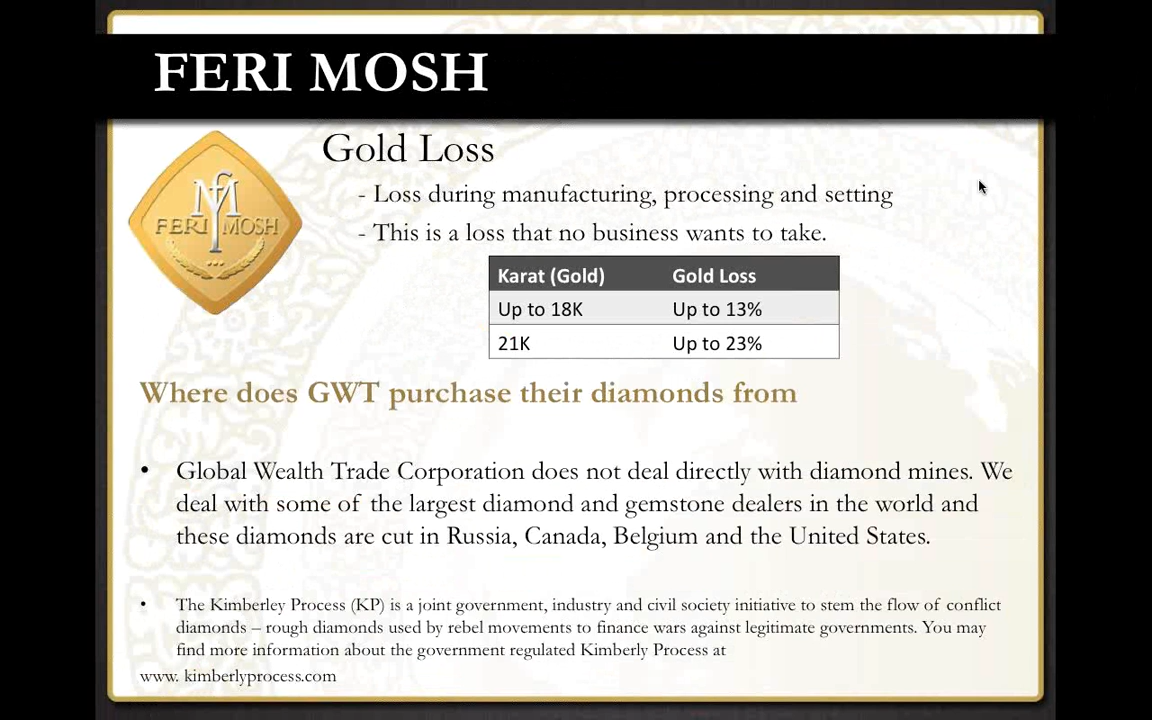 FERI MOSH
Gold Loss
- Loss during manufacturing, processing and setting
- This is a loss that no business wants to take.
fM
FERI MOSH
Karat (Gold) Gold Loss
Up to 18K Up to 13%
21K Up to 23%
Where does GWT purchase their diamonds from
• Global Wealth Trade Corporation does not deal directly with diamond mines. We
deal with some of the largest diamond and gemstone dealers in the world and
these diamonds are cut in Russia, Canada, Belgium and the United States.
• The Kimberley Process (KP) is a joint government, industry and civil society initiative to stem the flow of conflict
diamonds – rough diamonds used by rebel movements to finance wars against legitimate governments. You may
find more information about the government regulated Kimberly Process at
www. kimberlyprocess.com